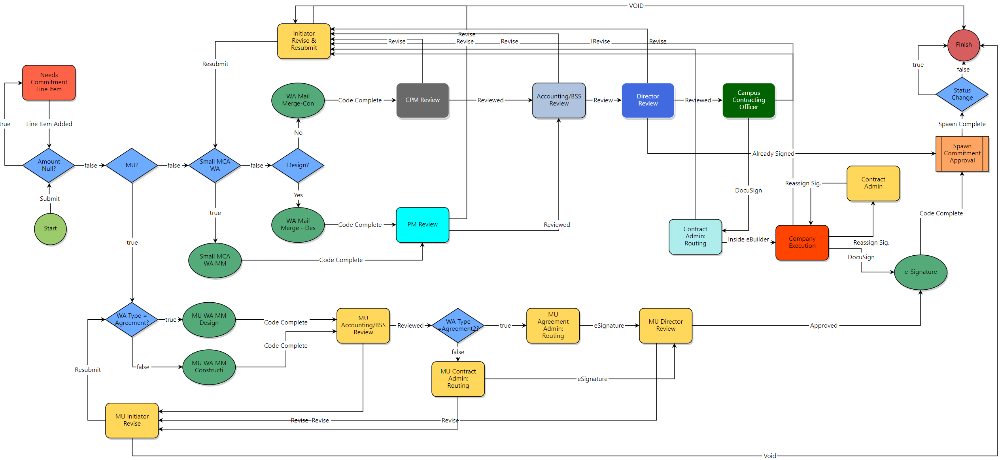 VOID
Initiator
Revise &
Resubmit
Revise
Revise
Revise
Revise
IRevise
Revise
Finish
Resubmit
true
false
Needs
Commitment
Line Item
WA Mail
Merge-Con
Code Complete
CPM Review
Reviewed
Accounting/BSS
Review
Review
Director
Review
Reviewed
Campus
Contracting
Officer
Status
Change
true
Line Item Added
No
Spawn Complete
Amount
Null?
false
MU?
false
Small MCA
WA
false
Design?
Already Signed
Spawn
Commitment
Approval
Submit
Yes
DocuSign
Reassign Sig.
Contract
Admin
true
Code Complete
Start
WA Mail
Merge - Des
Code Complete
PM Review
Reviewed
Contract
Admin:
Routing
Inside eBuilder
Company
Execution
Reassign Sig.
DocuSign
true
Small MCA
WA MM
Code Complete
e-Signature
WA Type =
Agreement?
true
MU WA MM
Design
Code Complete
MU
Accounting/BSS
Review
Reviewed
WA Type
=Agreement2?
true
MU
Agreement
Admin:
Routing
eSignature
MU Director
Review
Approved
Code Complete
false
false
MU WA MM
Constructi
Resubmit
MU Contract
Admin:
Routing
eSignature
MU Initiator
Revise
Revise
Revise
Revise
Void